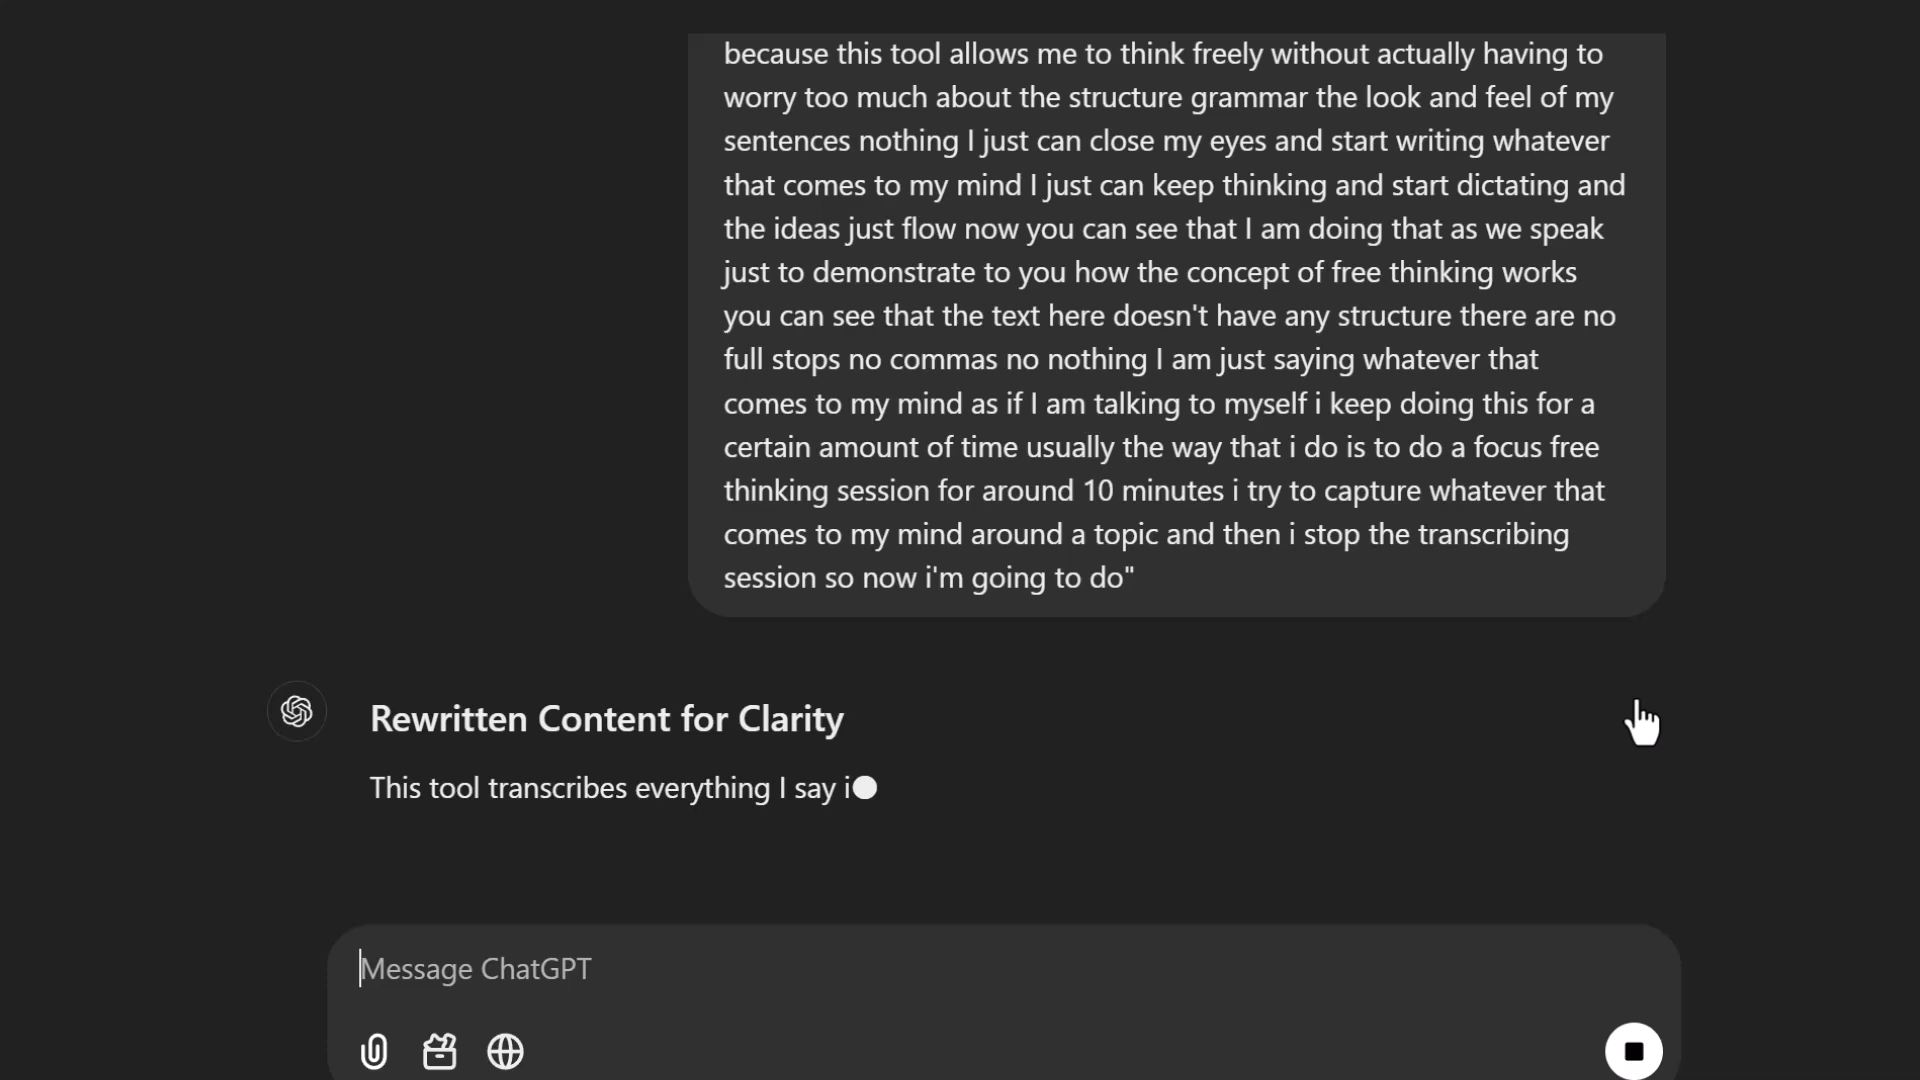 because this tool allows me to think freely without actually having to
worry too much about the structure grammar the look and feel of my
sentences nothing I just can close my eyes and start writing whatever
that comes to my mind I just can keep thinking and start dictating and
the ideas just flow now you can see that I am doing that as we speak
just to demonstrate to you how the concept of free thinking works
you can see that the text here doesn't have any structure there are no
full stops no commas no nothing I am just saying whatever that
comes to my mind as if I am talking to myself i keep doing this for a
certain amount of time usually the way that i do is to do a focus free
thinking session for around 10 minutes i try to capture whatever that
comes to my mind around a topic and then i stop the transcribing
session so now i'm going to do"
Rewritten Content for Clarity
This tool transcribes everything I say i
Message ChatGPT